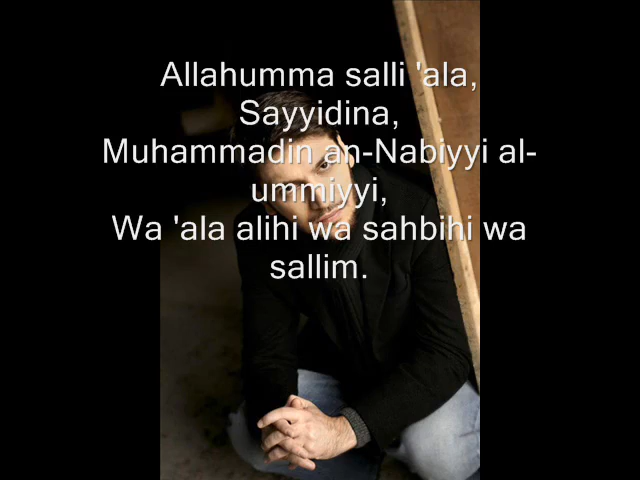 Allahumma salli 'ala,
Sayyidina,
Muhammadin an-Nabiyyi al-
ummiyyi,
Wa 'ala alihi wa sahbihi wa
sallim.